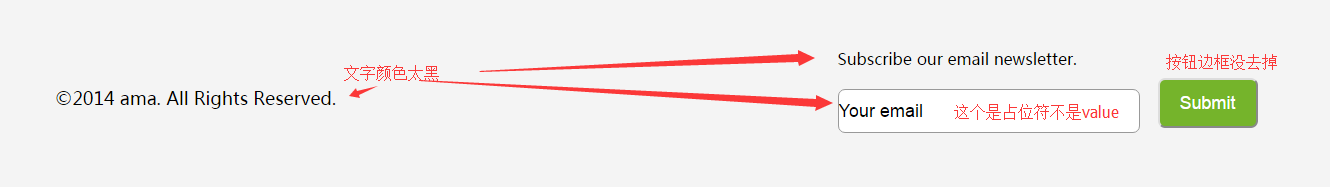 Subscribe our email newsletter.
按钮边框没去掉
文字颜色太黑
©2014 ama. All Rights Reserved.
Your email
这个是占位符不是value
Submit